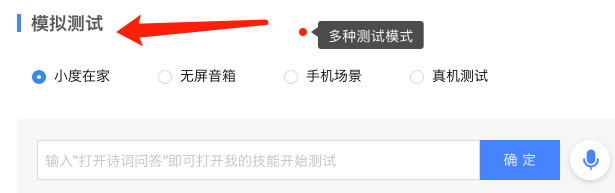 模拟测试
多种测试模式
小度在家 无屏音箱 手机场景 真机测试
输入“打开诗词问答”即可打开我的技能开始测试 确 定